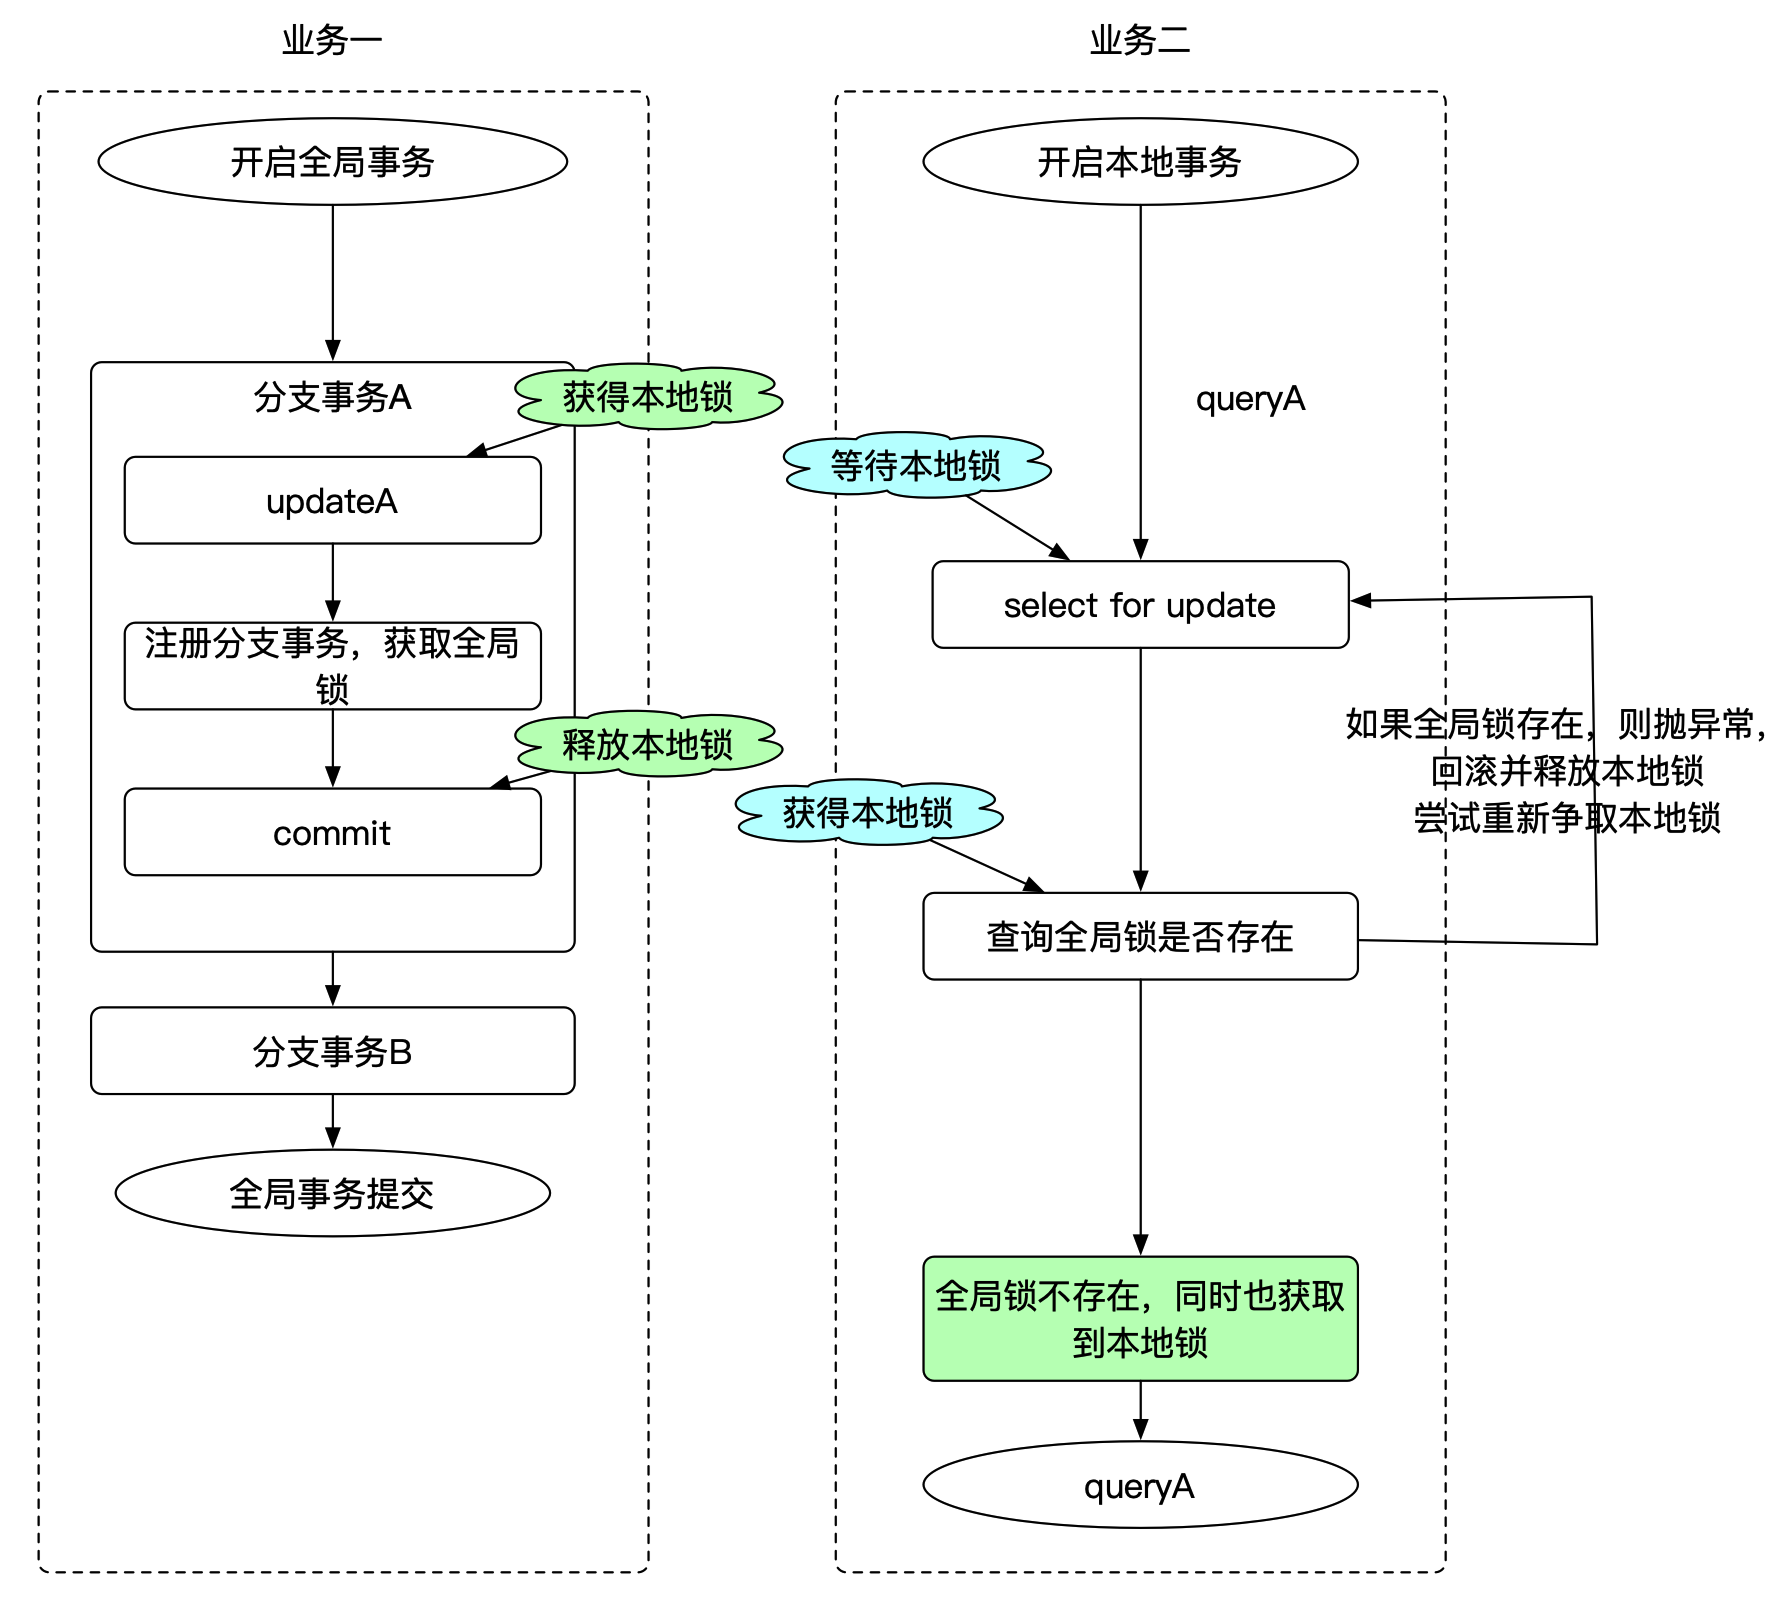 业务一
开启全局事务
分支事务A
获得本地锁
updateA
注册分支事务，获取全局
锁
释放本地锁
commit
分支事务B
全局事务提交
业务二
开启本地事务
queryA
等待本地锁
select for update
如果全局锁存在，则抛异常，
回滚并释放本地锁
尝试重新争取本地锁
获得本地锁
查询全局锁是否存在
全局锁不存在，同时也获取
到本地锁
queryA